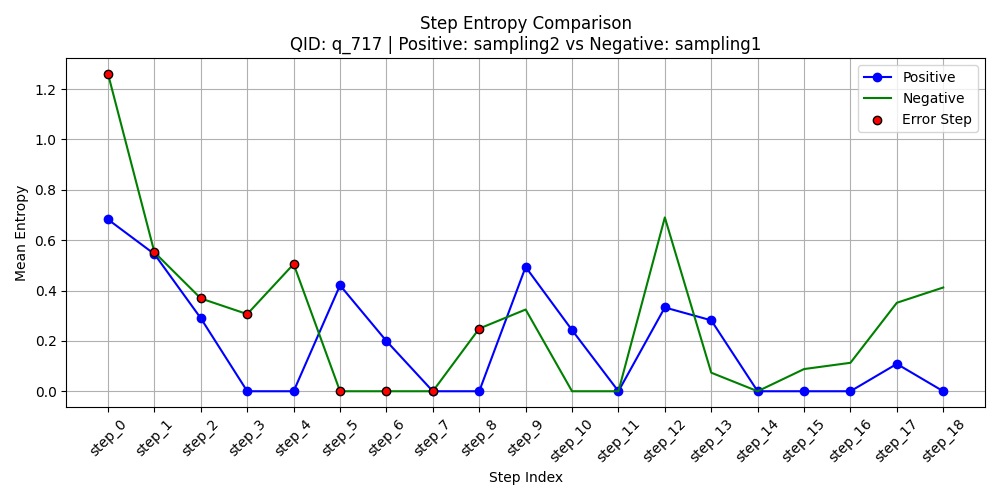 Step Entropy Comparison
QID: q_717 | Positive: sampling2 vs Negative: sampling1
Positive
Negative
Error Step
Mean Entropy
1.2
1.0
0.8
0.6
0.4
0.2
0.0
step_0
step_1
step_2
step_3
step_4
step_5
step_6
step_7
step_8
step_9
step_10
step_11
step_12
step_13
step_14
step_15
step_16
step_17
step_18
Step Index